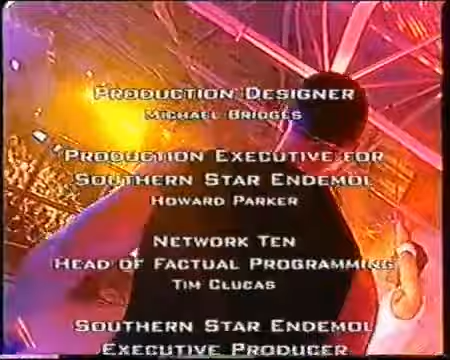 PRODUCTION DESIGNER
MICHAEL BRIDGES
PRODUCTION EXECUTIVE FOR
SOUTHERN STAR ENDEMOL
HOWARD PARKER
NETWORK TEN
HEAD OF FACTUAL PROGRAMMING
TIM CLUCAS
SOUTHERN STAR ENDEMOL
EXECUTIVE PRODUCER